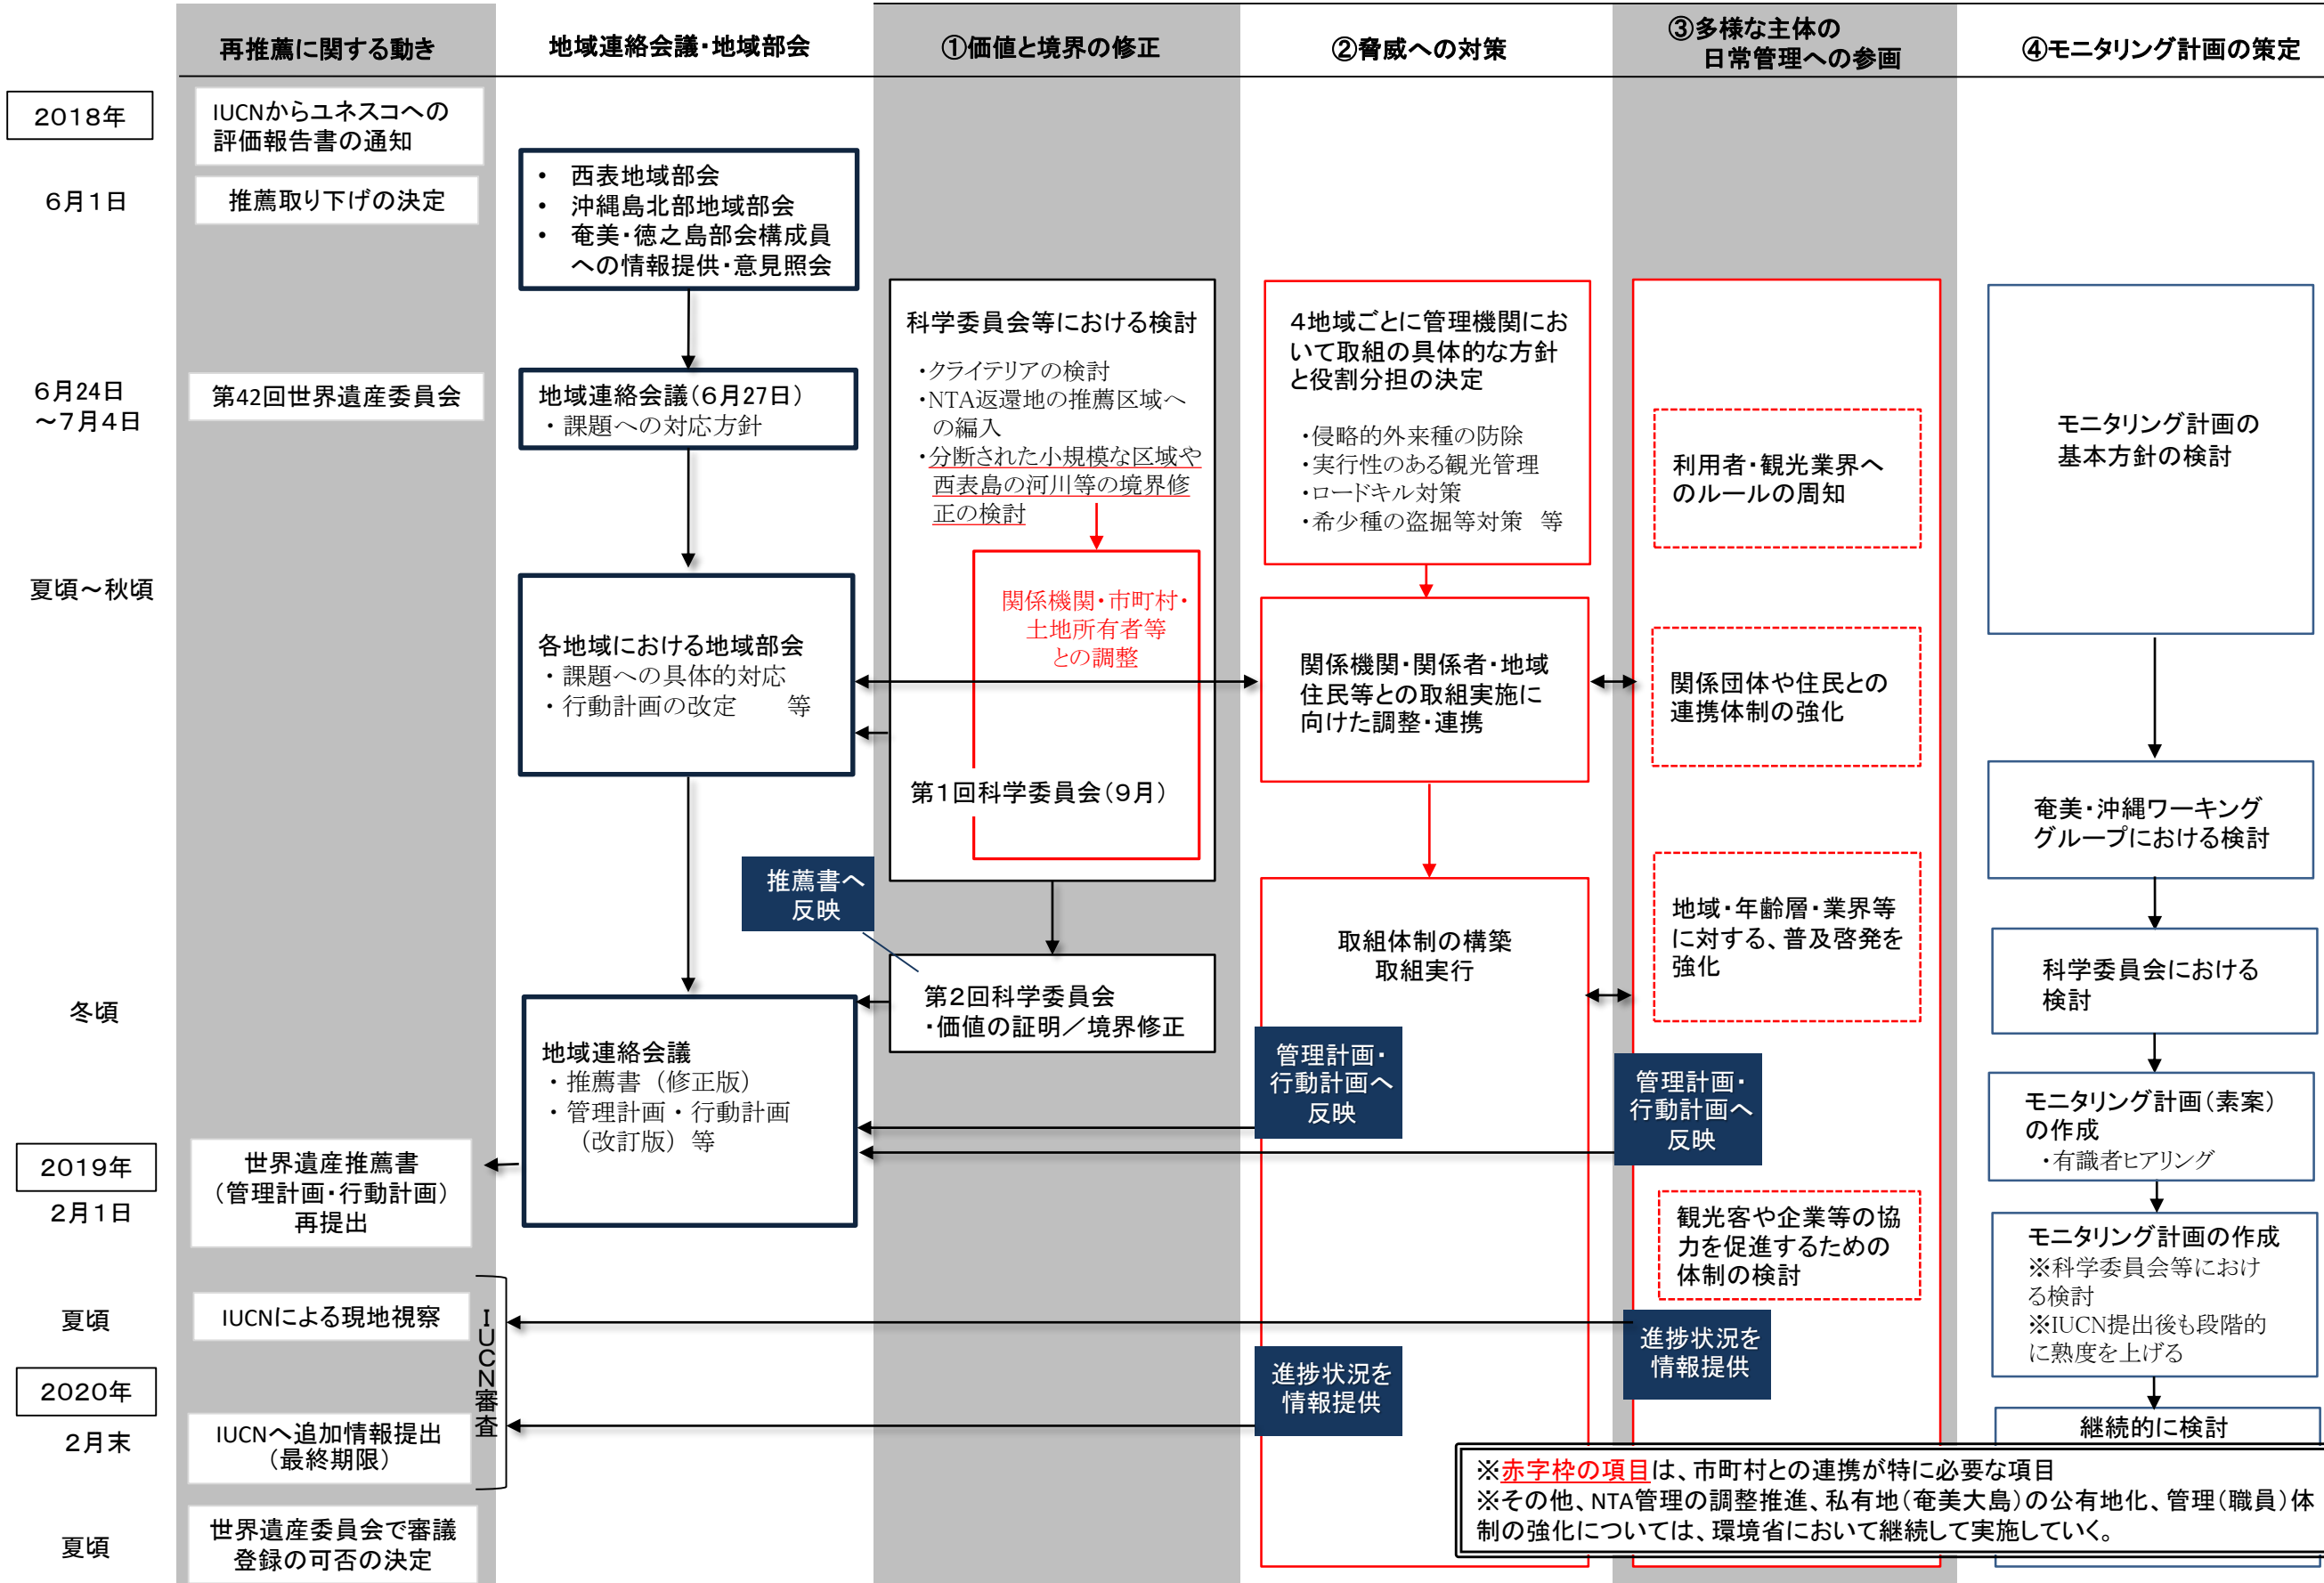 再推薦に関する動き
地域連絡会議・地域部会
①価値と境界の修正
②脅威への対策
③多様な主体の
日常管理への参画
④モニタリング計画の策定
2018年
6月1日
6月24日
～7月4日
夏頃～秋頃
冬頃
2019年
2月1日
夏頃
2020年
2月末
夏頃
IUCNからユネスコへの
評価報告書の通知
推薦取り下げの決定
第42回世界遺産委員会
世界遺産推薦書
（管理計画・行動計画）
再提出
IUCNによる現地視察
IUCNへ追加情報提出
（最終期限）
世界遺産委員会で審議
登録の可否の決定
IUCN審査
• 西表地域部会
• 沖縄島北部地域部会
• 奄美・徳之島部会構成員
への情報提供・意見照会
地域連絡会議（6月27日）
・課題への対応方針
各地域における地域部会
・課題への具体的対応
・行動計画の改定　等
地域連絡会議
・推薦書（修正版）
・管理計画・行動計画
（改訂版）等
科学委員会等における検討
・クライテリアの検討
・NTA返還地の推薦区域へ
の編入
・分断された小規模な区域や
西表島の河川等の境界修
正の検討
関係機関・市町村・
土地所有者等
との調整
第1回科学委員会（9月）
推薦書へ
反映
第2回科学委員会
・価値の証明／境界修正
4地域ごとに管理機関にお
いて取組の具体的な方針
と役割分担の決定
・侵略的外来種の防除
・実行性のある観光管理
・ロードキル対策
・希少種の盗掘等対策　等
関係機関・関係者・地域
住民等との取組実施に
向けた調整・連携
取組体制の構築
取組実行
管理計画・
行動計画へ
反映
進捗状況を
情報提供
利用者・観光業界へ
のルールの周知
関係団体や住民との
連携体制の強化
地域・年齢層・業界等
に対する、普及啓発を
強化
管理計画・
行動計画へ
反映
観光客や企業等の協
力を促進するための
体制の検討
進捗状況を
情報提供
モニタリング計画の
基本方針の検討
奄美・沖縄ワーキング
グループにおける検討
科学委員会における
検討
モニタリング計画（素案）
の作成
・有識者ヒアリング
モニタリング計画の作成
※科学委員会等におけ
る検討
※IUCN提出後も段階的
に熟度を上げる
継続的に検討
※赤字枠の項目は、市町村との連携が特に必要な項目
※その他、NTA管理の調整推進、私有地（奄美大島）の公有地化、管理（職員）体
制の強化については、環境省において継続して実施していく。